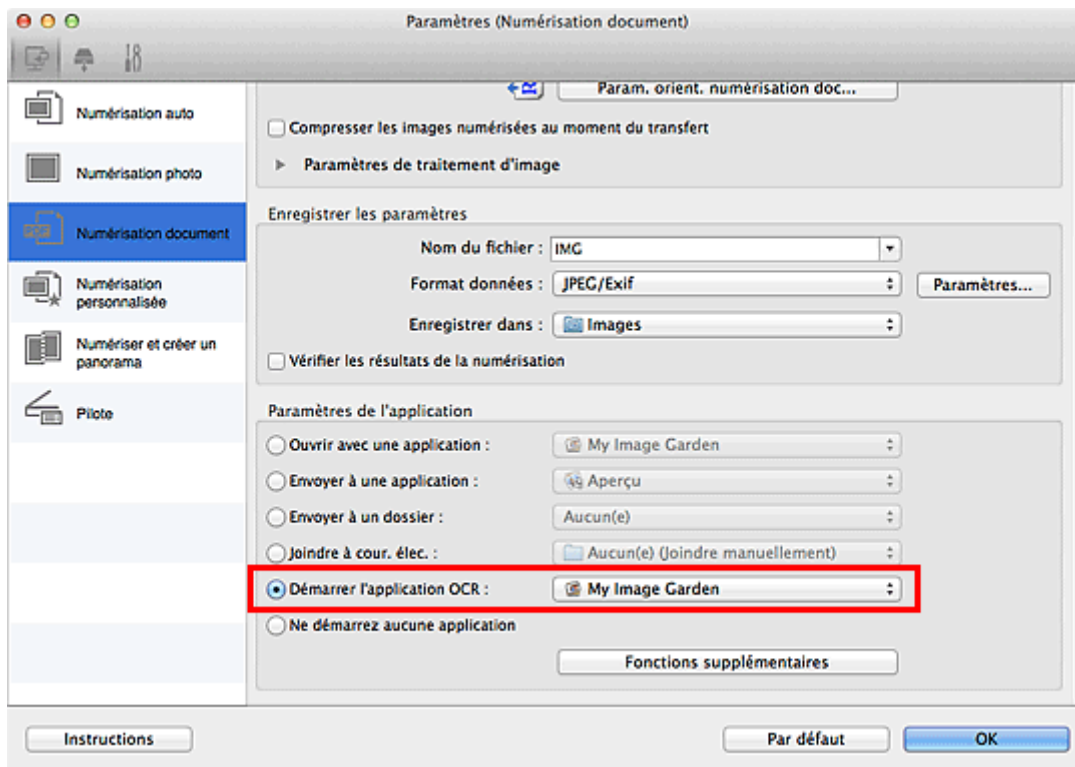 Paramètres (Numérisation document)
Numérisation auto
Numérisation photo
Numérisation document
Numérisation
personnalisée
Numériser et créer un
panorama
Pilote
Param. orient. numérisation doc...
Compresser les images numérisées au moment du transfert
Paramètres de traitement d'image
Enregistrer les paramètres
Nom du fichier : IMG
Format données : JPEG/Exif Paramètres...
Enregistrer dans : Images
Vérifier les résultats de la numérisation
Paramètres de l'application
Ouvrir avec une application : My Image Garden
Envoyer à une application : Aperçu
Envoyer à un dossier : Aucun(e)
Joindre à cour. élec. : Aucun(e) (Joindre manuellement)
Démarrer l'application OCR : My Image Garden
Ne démarrez aucune application
Fonctions supplémentaires
Instructions Par défaut OK